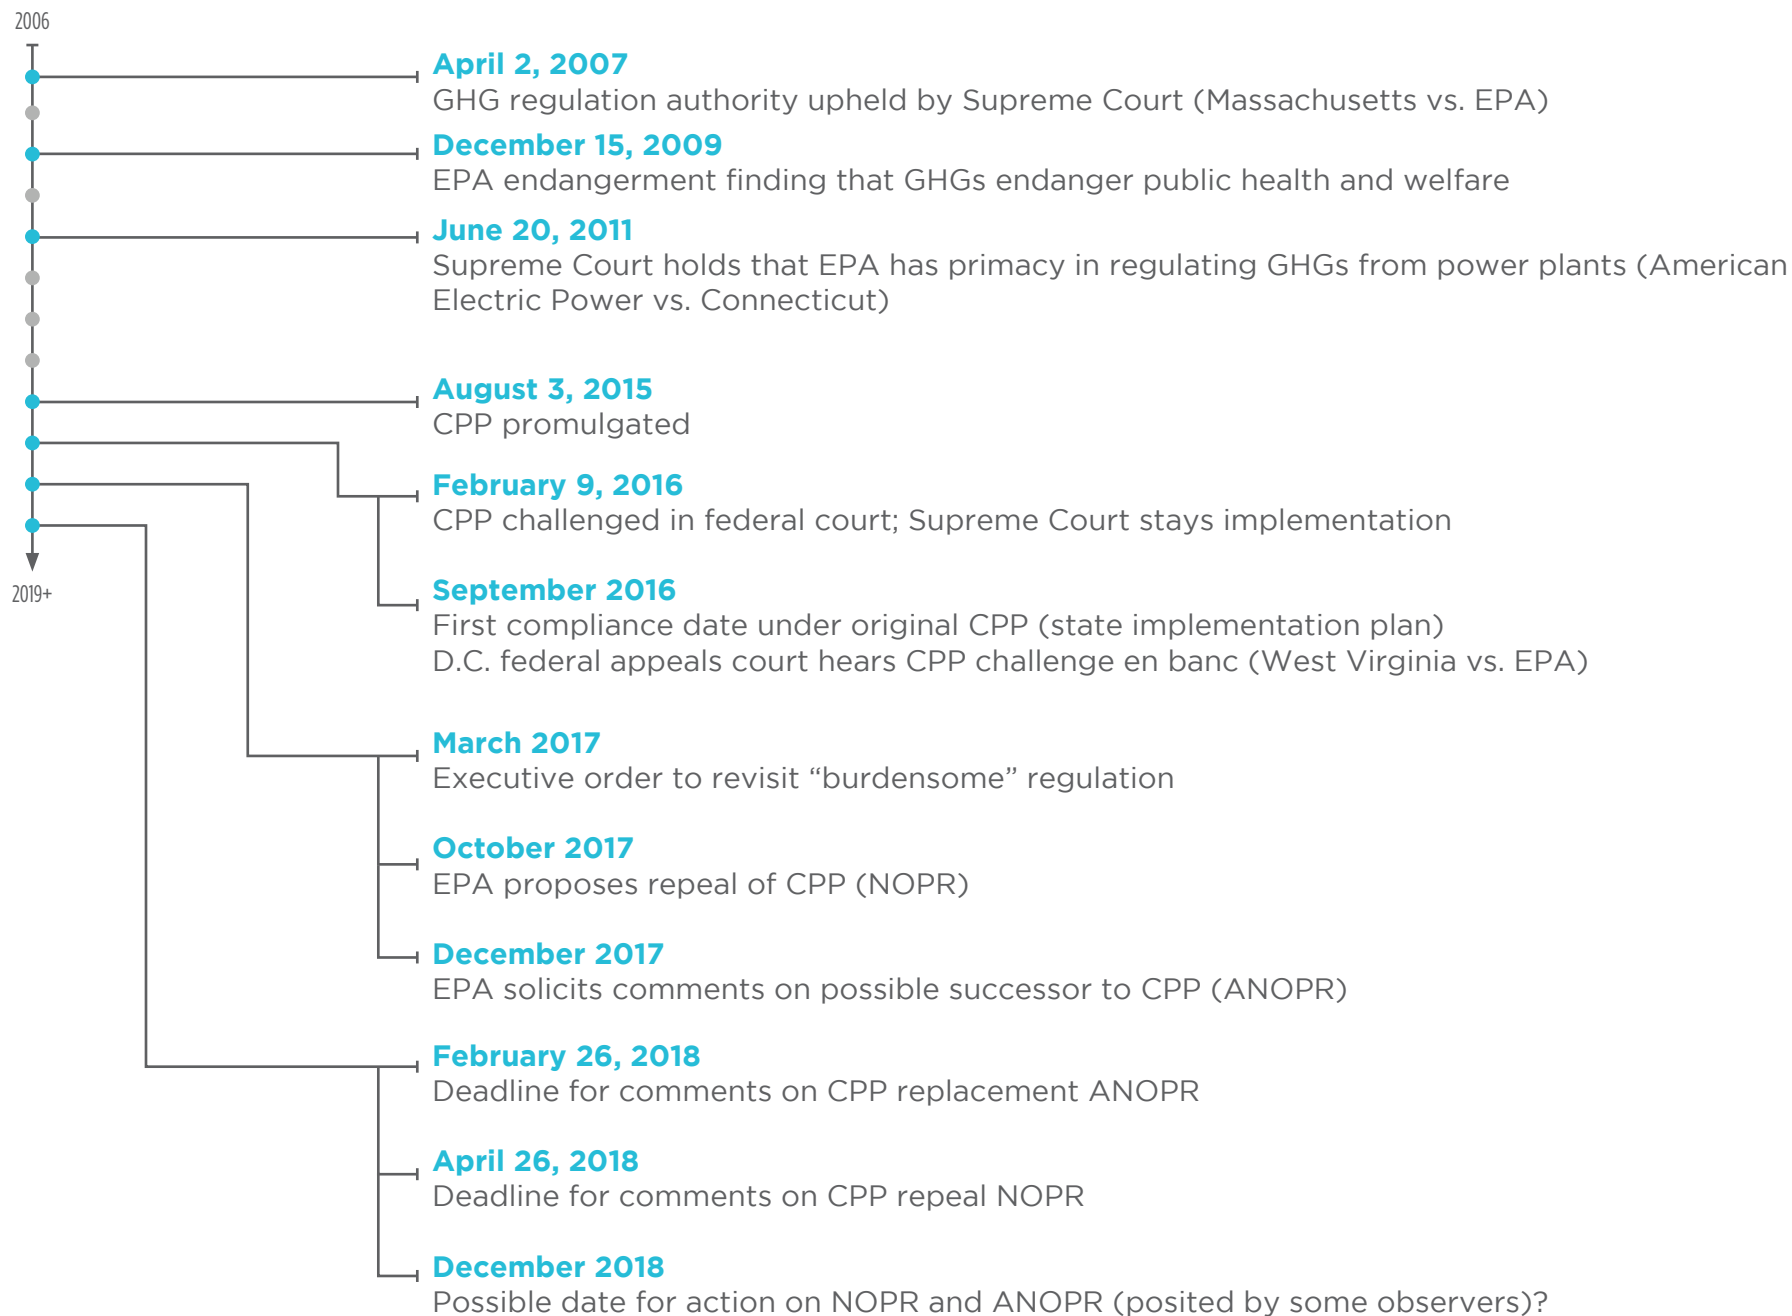 2006
April 2, 2007
GHG regulation authority upheld by Supreme Court (Massachusetts vs. EPA)
December 15, 2009
EPA endangerment finding that GHGs endanger public health and welfare
June 20, 2011
Supreme Court holds that EPA has primacy in regulating GHGs from power plants (American
Electric Power vs. Connecticut)
August 3, 2015
CPP promulgated
February 9, 2016
CPP challenged in federal court; Supreme Court stays implementation
2019+
September 2016
First compliance date under original CPP (state implementation plan)
D.C. federal appeals court hears CPP challenge en banc (West Virginia vs. EPA)
March 2017
Executive order to revisit “burdensome” regulation
October 2017
EPA proposes repeal of CPP (NOPR)
December 2017
EPA solicits comments on possible successor to CPP (ANOPR)
February 26, 2018
Deadline for comments on CPP replacement ANOPR
April 26, 2018
Deadline for comments on CPP repeal NOPR
December 2018
Possible date for action on NOPR and ANOPR (posited by some observers)?